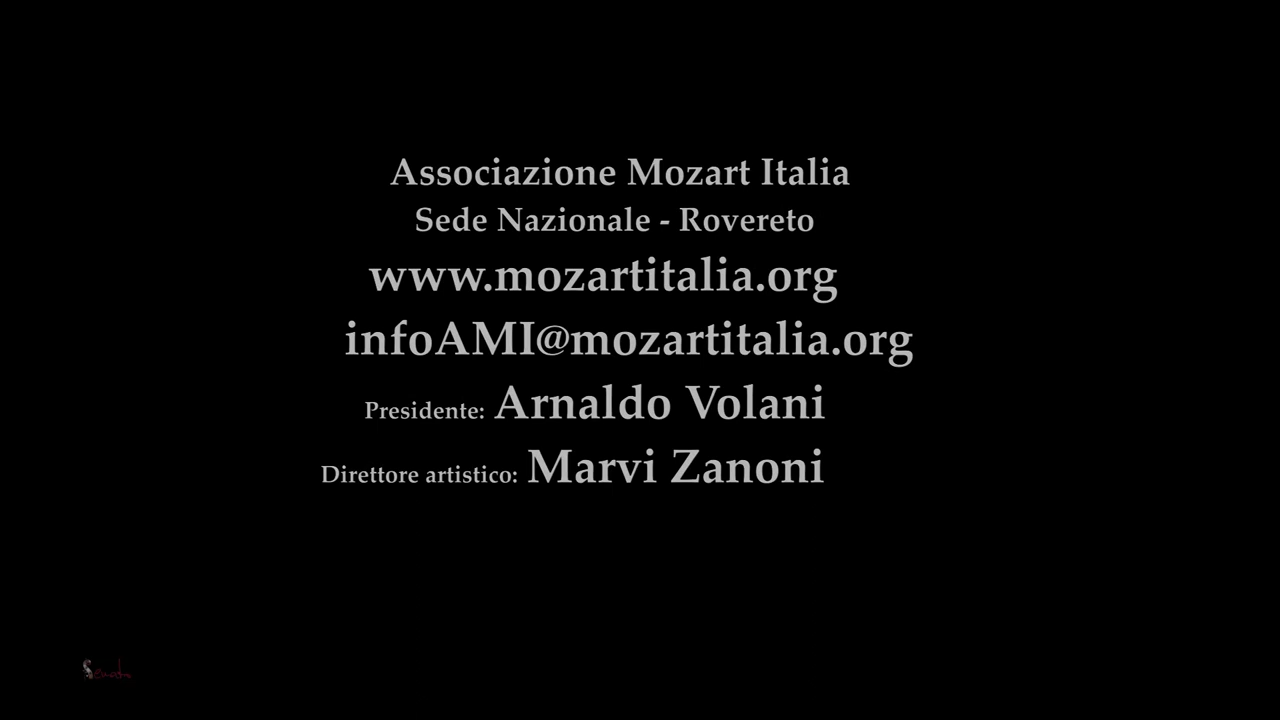 Associazione Mozart Italia
Sede Nazionale - Rovereto
www.mozartitalia.org
infoAMI@mozartitalia.org
Presidente: Arnaldo Volani
Direttore artistico: Marvi Zanoni